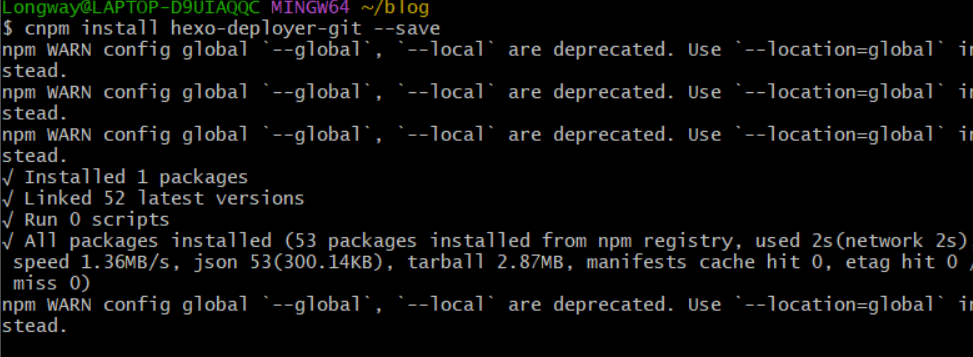 Longway@LAPTOP-D9UIAQQC MINGW64 ~/blog
$ cnpm install hexo-deployer-git --save
npm WARN config global `--global`, `--local` are deprecated. Use `--location=global` in
stead.
npm WARN config global `--global`, `--local` are deprecated. Use `--location=global` in
stead.
npm WARN config global `--global`, `--local` are deprecated. Use `--location=global` in
stead.
√ Installed 1 packages
√ Linked 52 latest versions
√ Run 0 scripts
√ All packages installed (53 packages installed from npm registry, used 2s(network 2s)
speed 1.36MB/s, json 53(300.14KB), tarball 2.87MB, manifests cache hit 0, etag hit 0 /
miss 0)
npm WARN config global `--global`, `--local` are deprecated. Use `--location=global` in
stead.